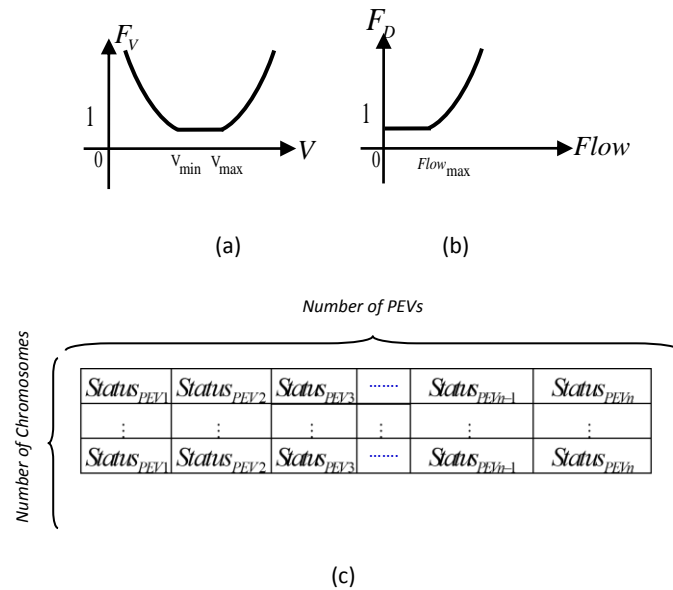 F_V
1
0
V_min V_max
V
(a)
F_D
1
0
Flow_max
Flow
(b)
Number of PEVs
Number of Chromosomes
Status_PEV1 Status_PEV2 Status_PEV3 ....... Status_PEVn-1 Status_PEVn
⋮ ⋮ ⋮ ⋮ ⋮ ⋮
Status_PEV1 Status_PEV2 Status_PEV3 ....... Status_PEVn-1 Status_PEVn
(c)